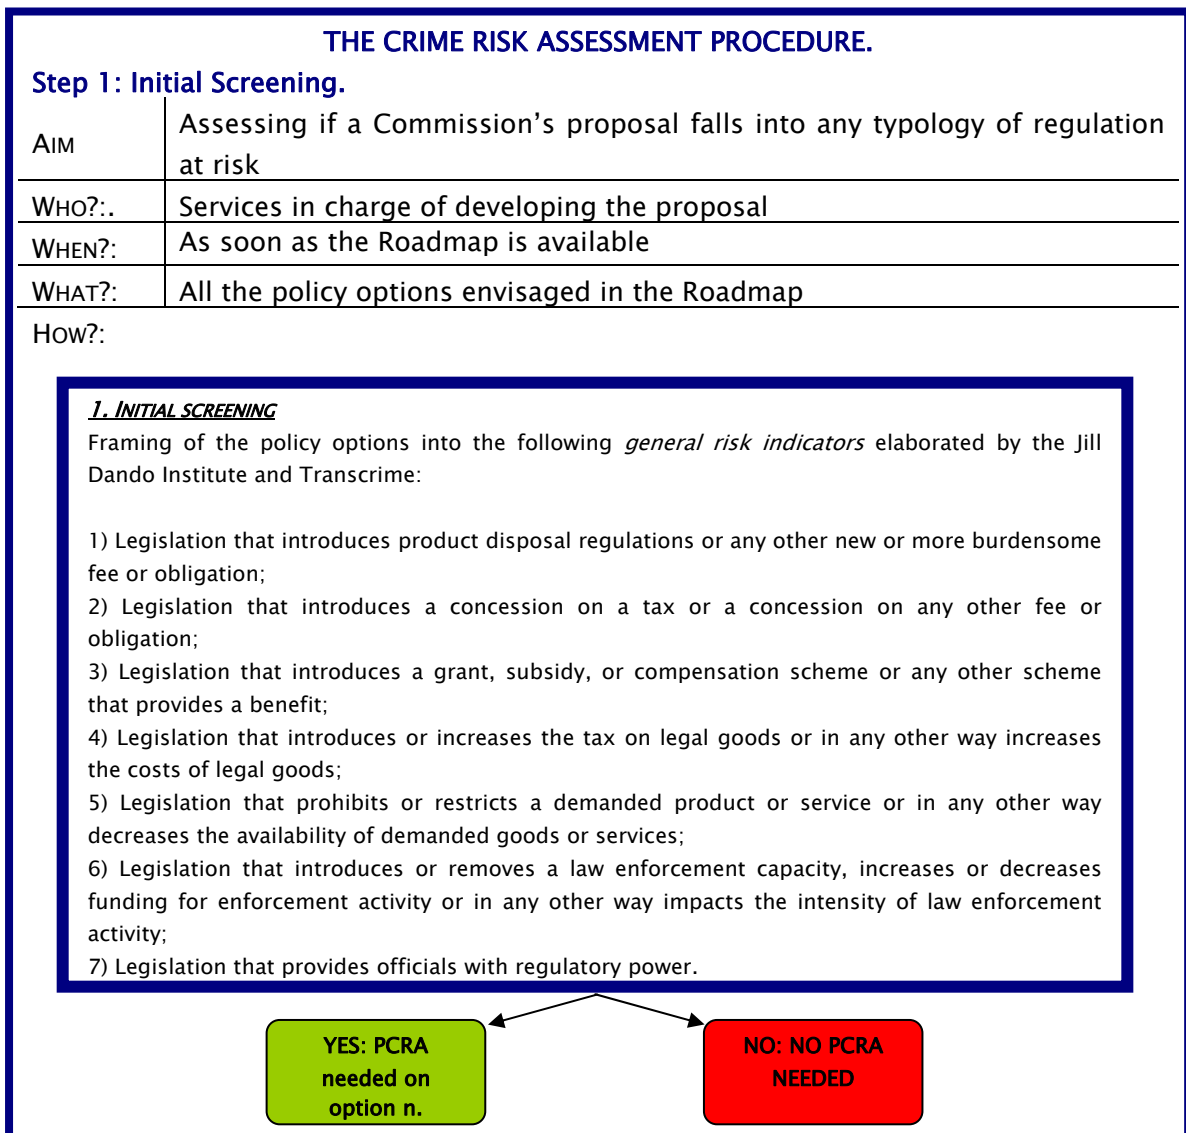 THE CRIME RISK ASSESSMENT PROCEDURE.
Step 1: Initial Screening.
AIM
Assessing if a Commission’s proposal falls into any typology of regulation
at risk
WHO?:.
Services in charge of developing the proposal
WHEN?:
As soon as the Roadmap is available
WHAT?:
All the policy options envisaged in the Roadmap
HOW?:
1. INITIAL SCREENING
Framing of the policy options into the following general risk indicators elaborated by the Jill
Dando Institute and Transcrime:
1) Legislation that introduces product disposal regulations or any other new or more burdensome
fee or obligation;
2) Legislation that introduces a concession on a tax or a concession on any other fee or
obligation;
3) Legislation that introduces a grant, subsidy, or compensation scheme or any other scheme
that provides a benefit;
4) Legislation that introduces or increases the tax on legal goods or in any other way increases
the costs of legal goods;
5) Legislation that prohibits or restricts a demanded product or service or in any other way
decreases the availability of demanded goods or services;
6) Legislation that introduces or removes a law enforcement capacity, increases or decreases
funding for enforcement activity or in any other way impacts the intensity of law enforcement
activity;
7) Legislation that provides officials with regulatory power.
YES: PCRA
needed on
option n.
NO: NO PCRA
NEEDED